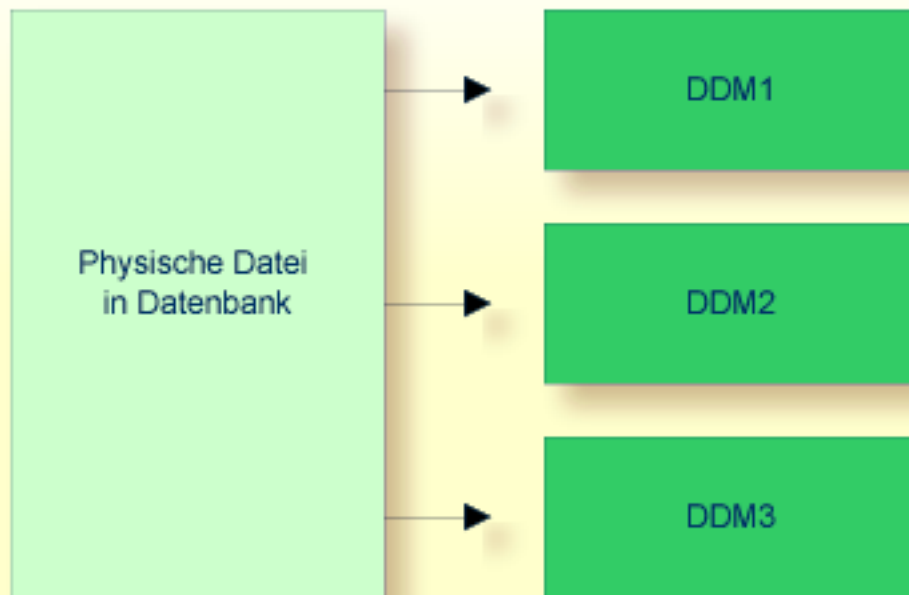 Physische Datei
in Datenbank
DDM1
DDM2
DDM3